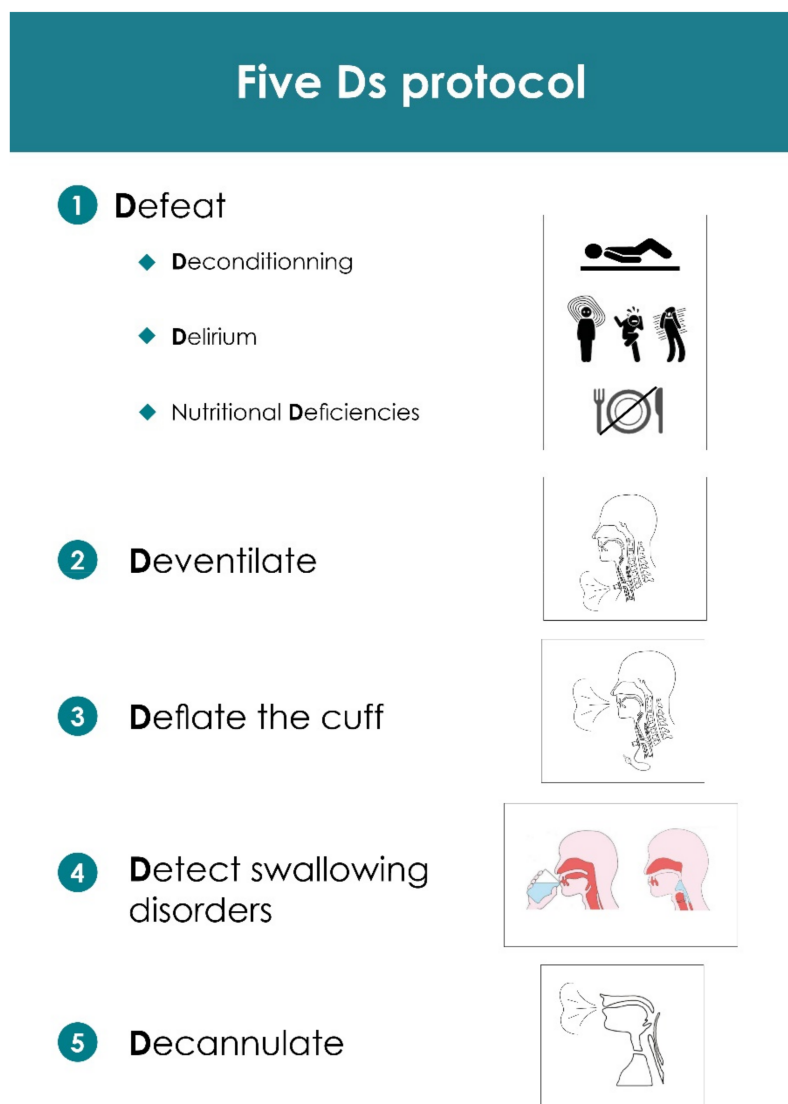 Five Ds protocol
1 Defeat
◆ Deconditionning
◆ Delirium
◆ Nutritional Deficiencies
2 Deventilate
3 Deflate the cuff
4 Detect swallowing
disorders
5 Decannulate